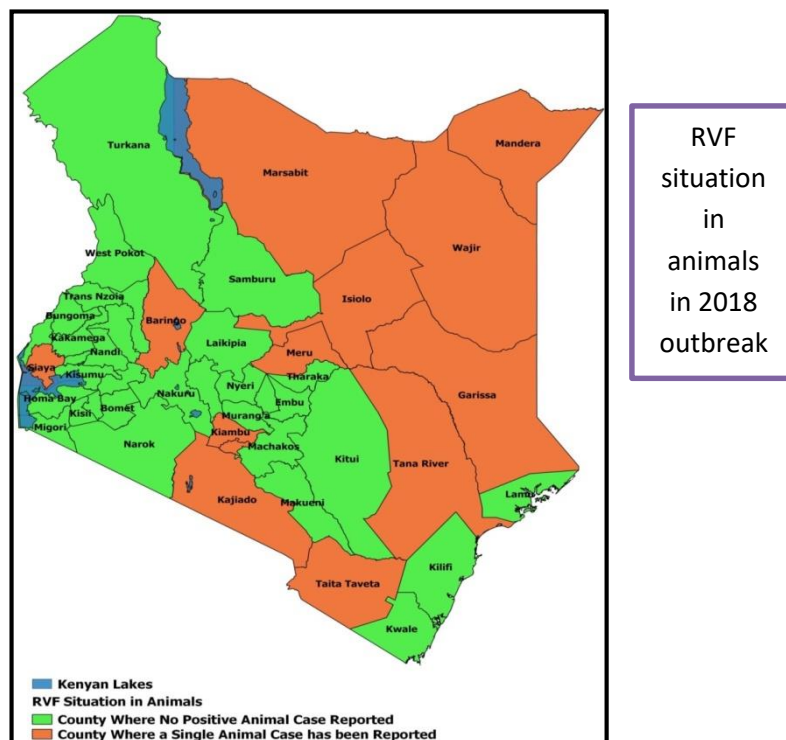 Turkana
Mandera
Marsabit
Wajir
West Pokot
Samburu
Isiolo
Trans Nzoia
Bungoma
Baringo
Kakamega
Laikipia
Meru
Nandi
Siaya
Kisumu
Tharaka
Nyeri
Garissa
Homa Bay
Nakuru
Embu
Kisii
Bomet
Murang'a
Migori
Kiambu
Kitui
Narok
Machakos
Tana River
Lamu
Kajiado
Makueni
Kilifi
Taita Taveta
Kwale
Kenyan Lakes
RVF Situation in Animals
County Where No Positive Animal Case Reported
County Where a Single Animal Case has been Reported
RVF
situation
in
animals
in 2018
outbreak